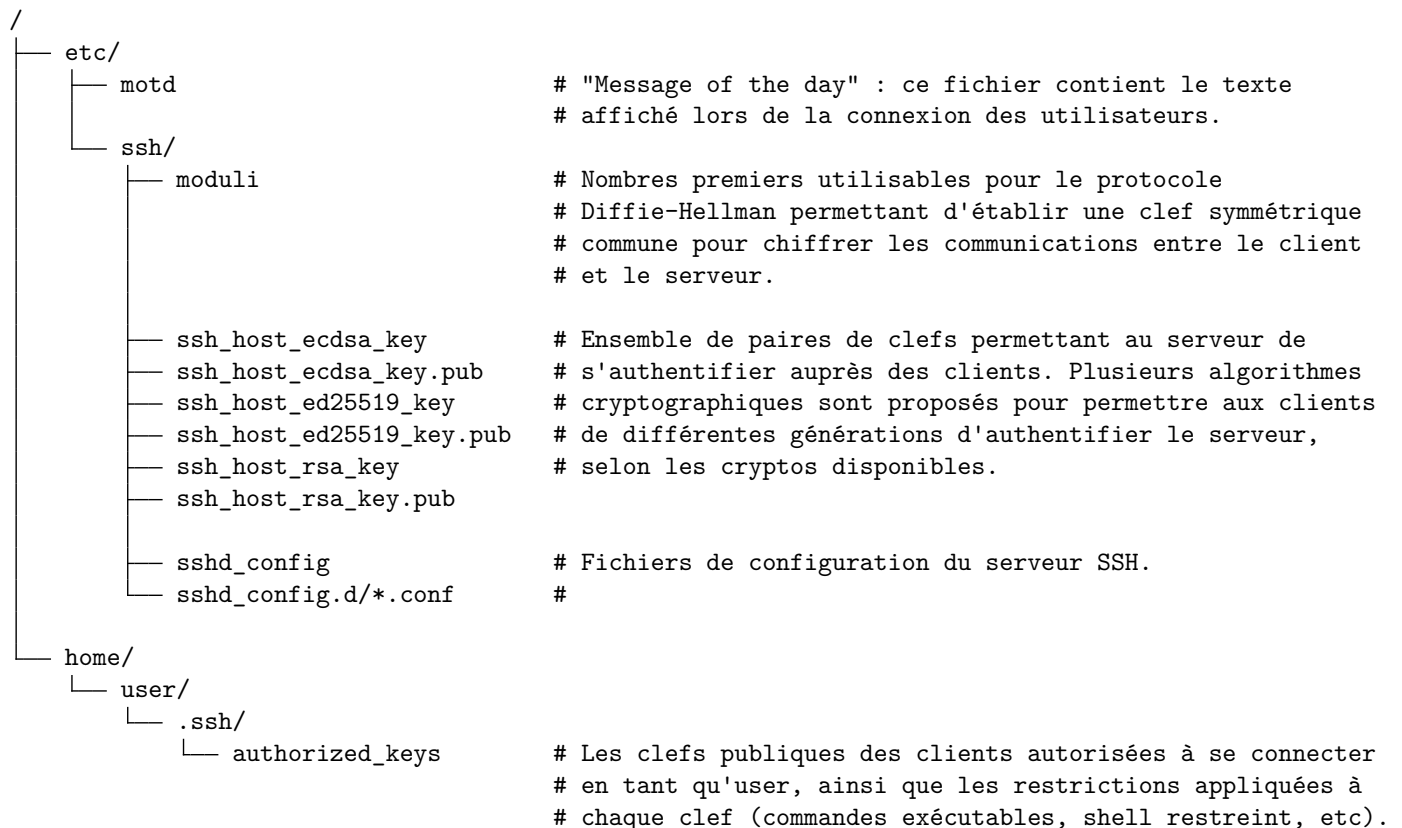 /
├── etc/
│   ├── motd                       # "Message of the day" : ce fichier contient le texte
│   │                              # affiché lors de la connexion des utilisateurs.
│   └── ssh/
│       ├── moduli                 # Nombres premiers utilisables pour le protocole
│       │                          # Diffie-Hellman permettant d'établir une clef symmétrique
│       │                          # commune pour chiffrer les communications entre le client
│       │                          # et le serveur.
│       │
│       ├── ssh_host_ecdsa_key     # Ensemble de paires de clefs permettant au serveur de
│       ├── ssh_host_ecdsa_key.pub # s'authentifier auprès des clients. Plusieurs algorithmes
│       ├── ssh_host_ed25519_key   # cryptographiques sont proposés pour permettre aux clients
│       ├── ssh_host_ed25519_key.pub # de différentes générations d'authentifier le serveur,
│       ├── ssh_host_rsa_key       # selon les cryptos disponibles.
│       ├── ssh_host_rsa_key.pub
│       │
│       ├── sshd_config            # Fichiers de configuration du serveur SSH.
│       └── sshd_config.d/*.conf   #
│
└── home/
    └── user/
        └── .ssh/
            └── authorized_keys    # Les clefs publiques des clients autorisées à se connecter
                                   # en tant qu'user, ainsi que les restrictions appliquées à
                                   # chaque clef (commandes exécutables, shell restreint, etc).